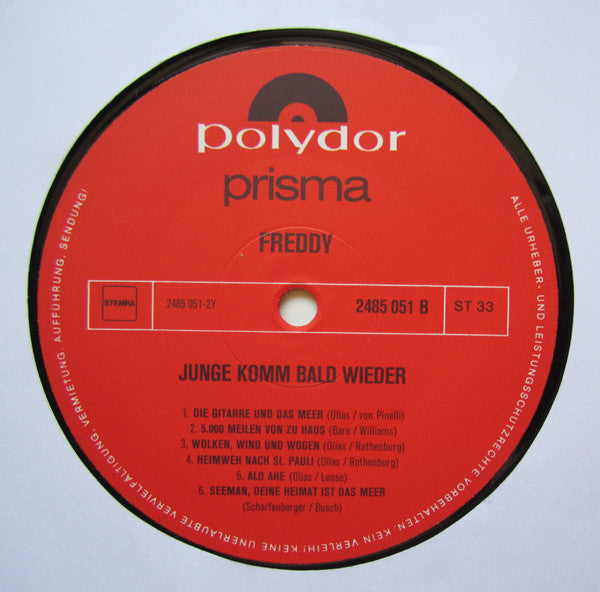 polydor
prisma
FREDDY
STEMRA
2485 051-2Y
2485 051 B
ST 33
JUNGE KOMM BALD WIEDER
1. DIE GITARRE UND DAS MEER (Olias / von Pinelli)
2. 5.000 MEILEN VON ZU HAUS (Bare / Williams)
3. WOLKEN, WIND UND WOGEN (Olias / Rothenburg)
4. HEIMWEH NACH St. PAULI (Olias / Rothenburg)
5. ALO AHE (Olias / Loose)
6. SEEMAN, DEINE HEIMAT IST DAS MEER
(Scharfenberger / Busch)
ALLE URHEBER- UND LEISTUNGSSCHUTZRECHTE VORBEHALTEN. KEIN VERLEIH! KEINE UNERLAUBTE VERVIELFÄLTIGUNG, VERMIETUNG, AUFFÜHRUNG, SENDUNG!